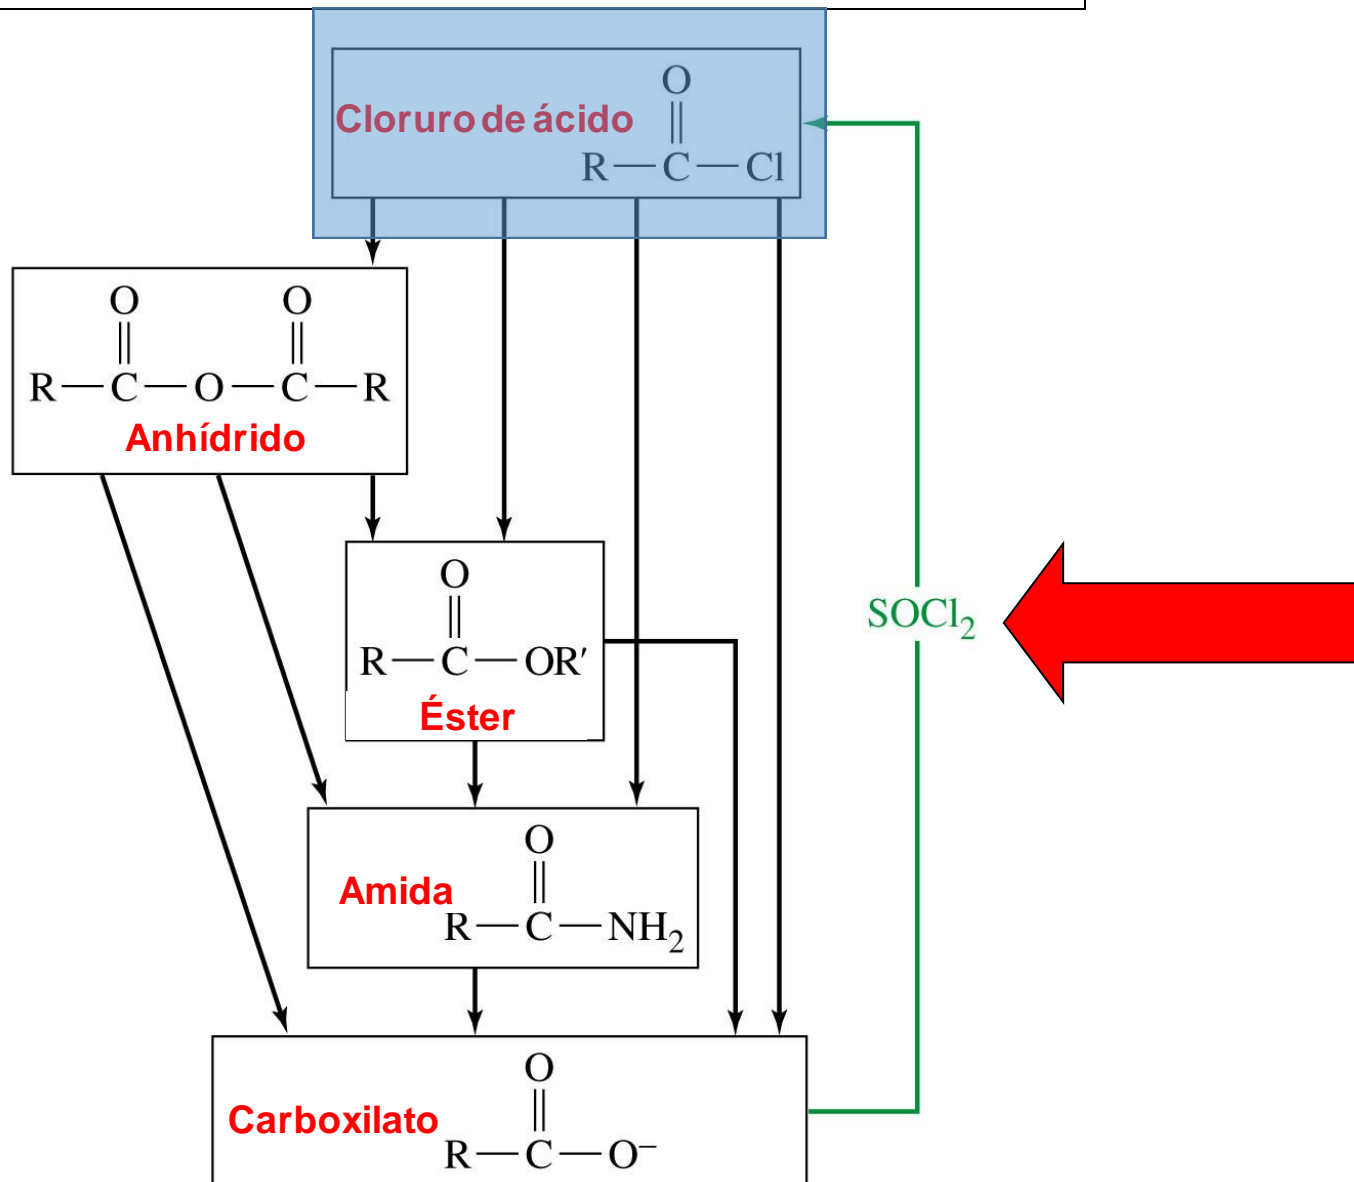 O
Cloruro de ácido
R—C—Cl
O O
R—C—O—C—R
Anhídrido
O
R—C—OR′
Éster
SOCl₂
O
Amida
R—C—NH₂
O
Carboxilato
R—C—O⁻